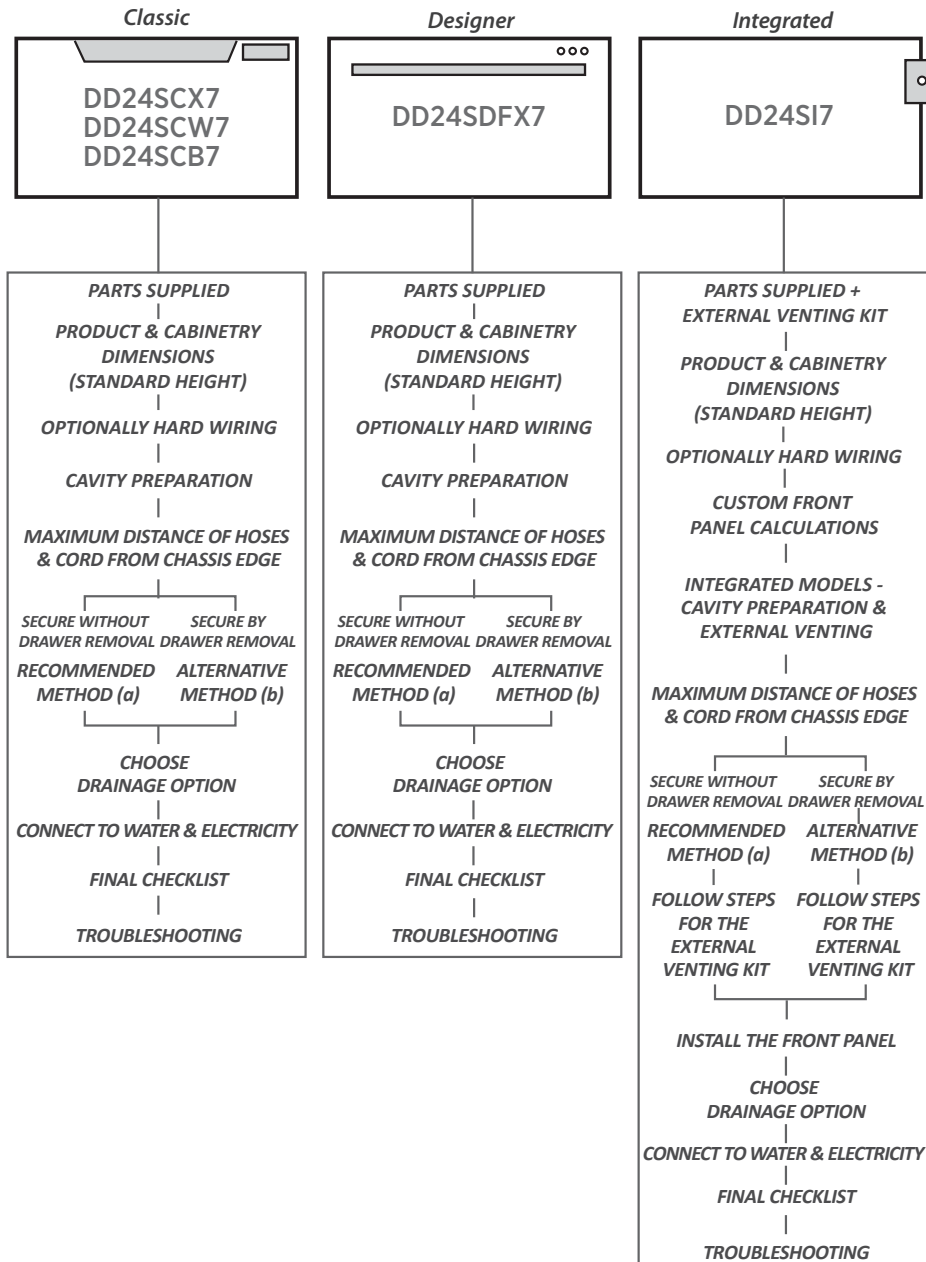 Classic
DD24SCX7
DD24SCW7
DD24SCB7
PARTS SUPPLIED
PRODUCT & CABINETRY
DIMENSIONS
(STANDARD HEIGHT)
OPTIONALLY HARD WIRING
CAVITY PREPARATION
MAXIMUM DISTANCE OF HOSES
& CORD FROM CHASSIS EDGE
SECURE WITHOUT
DRAWER REMOVAL
RECOMMENDED
METHOD (a)
SECURE BY
DRAWER REMOVAL
ALTERNATIVE
METHOD (b)
CHOOSE
DRAINAGE OPTION
CONNECT TO WATER & ELECTRICITY
FINAL CHECKLIST
TROUBLESHOOTING
Designer
DD24SDFX7
PARTS SUPPLIED
PRODUCT & CABINETRY
DIMENSIONS
(STANDARD HEIGHT)
OPTIONALLY HARD WIRING
CAVITY PREPARATION
MAXIMUM DISTANCE OF HOSES
& CORD FROM CHASSIS EDGE
SECURE WITHOUT
DRAWER REMOVAL
RECOMMENDED
METHOD (a)
SECURE BY
DRAWER REMOVAL
ALTERNATIVE
METHOD (b)
CHOOSE
DRAINAGE OPTION
CONNECT TO WATER & ELECTRICITY
FINAL CHECKLIST
TROUBLESHOOTING
Integrated
DD24SI7
PARTS SUPPLIED +
EXTERNAL VENTING KIT
PRODUCT & CABINETRY
DIMENSIONS
(STANDARD HEIGHT)
OPTIONALLY HARD WIRING
CUSTOM FRONT
PANEL CALCULATIONS
INTEGRATED MODELS -
CAVITY PREPARATION &
EXTERNAL VENTING
MAXIMUM DISTANCE OF HOSES
& CORD FROM CHASSIS EDGE
SECURE WITHOUT
DRAWER REMOVAL
RECOMMENDED
METHOD (a)
FOLLOW STEPS
FOR THE
EXTERNAL
VENTING KIT
SECURE BY
DRAWER REMOVAL
ALTERNATIVE
METHOD (b)
FOLLOW STEPS
FOR THE
EXTERNAL
VENTING KIT
INSTALL THE FRONT PANEL
CHOOSE
DRAINAGE OPTION
CONNECT TO WATER & ELECTRICITY
FINAL CHECKLIST
TROUBLESHOOTING